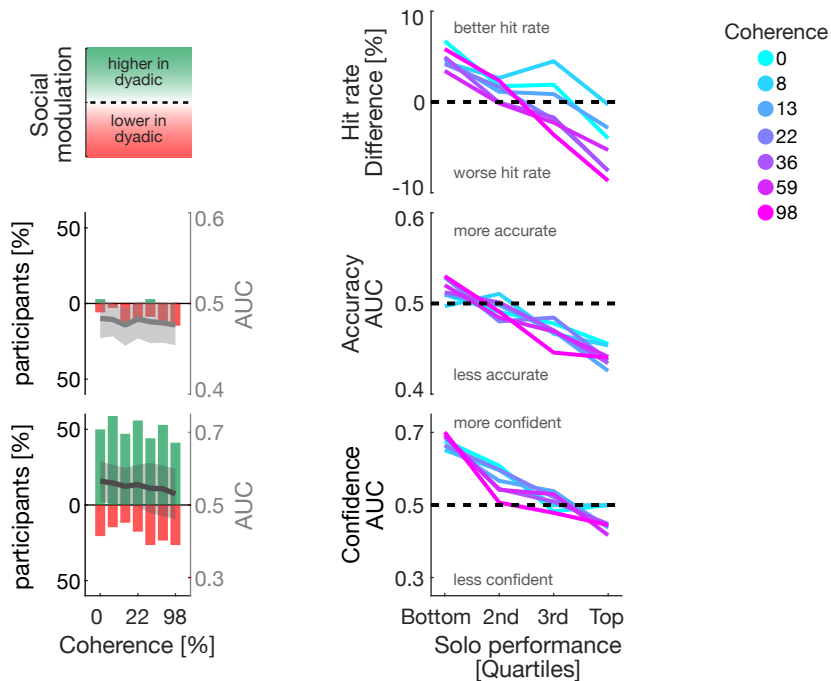 Social
modulation
higher in
dyadic
lower in
dyadic
Hit rate
Difference [%]
10
0
-10
better hit rate
worse hit rate
Coherence
0
8
13
22
36
59
98
participants [%]
50
0
50
0.6
0.5
0.4
AUC
Accuracy
AUC
0.6
0.5
0.4
more accurate
less accurate
participants [%]
50
0
50
0.7
0.5
0.3
AUC
0 22 98
Coherence [%]
Confidence
AUC
0.7
0.5
0.3
more confident
less confident
Bottom 2nd 3rd Top
Solo performance
[Quartiles]